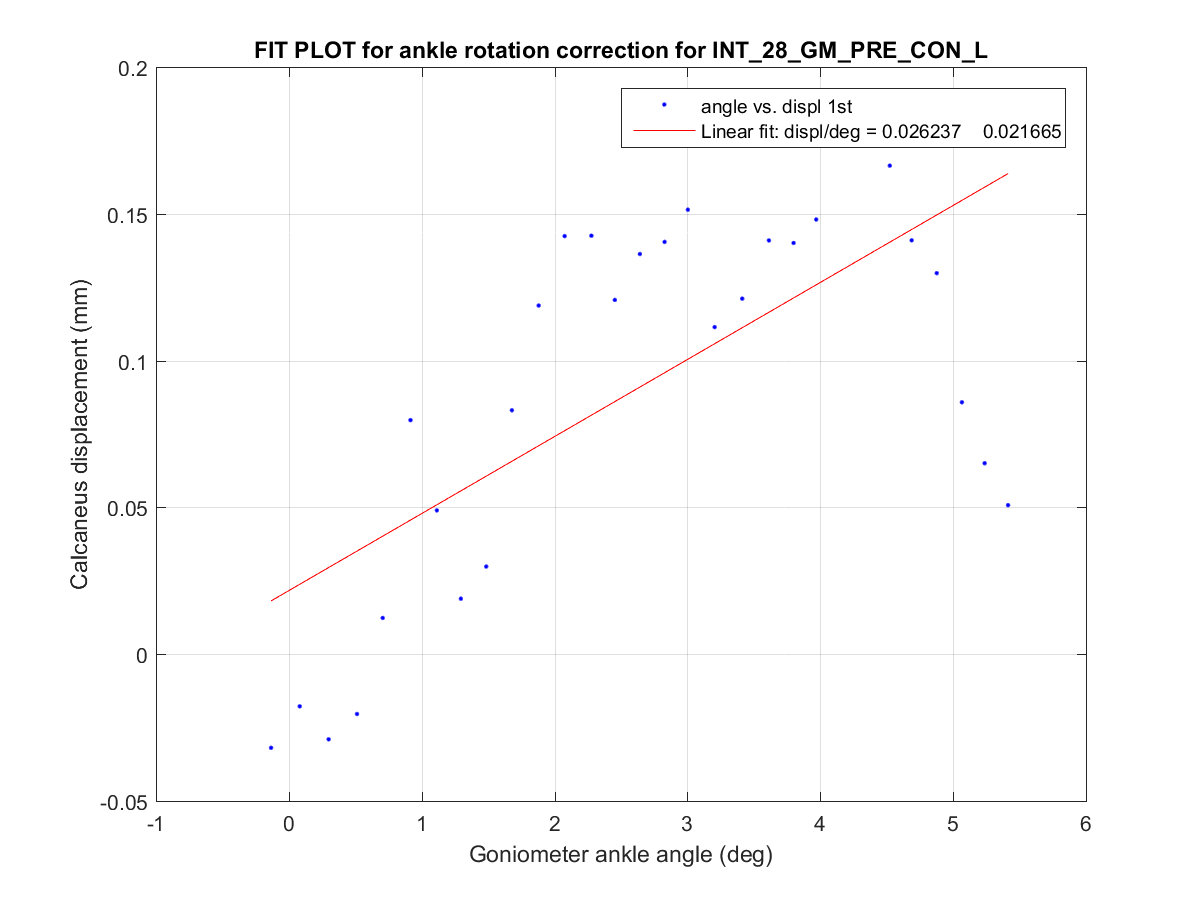 FIT PLOT for ankle rotation correction for INT_28_GM_PRE_CON_L
0.2
angle vs. displ 1st
Linear fit: displ/deg = 0.026237 0.021665
0.15
0.1
0.05
0
-0.05
Calcaneus displacement (mm)
-1 0 1 2 3 4 5 6
Goniometer ankle angle (deg)